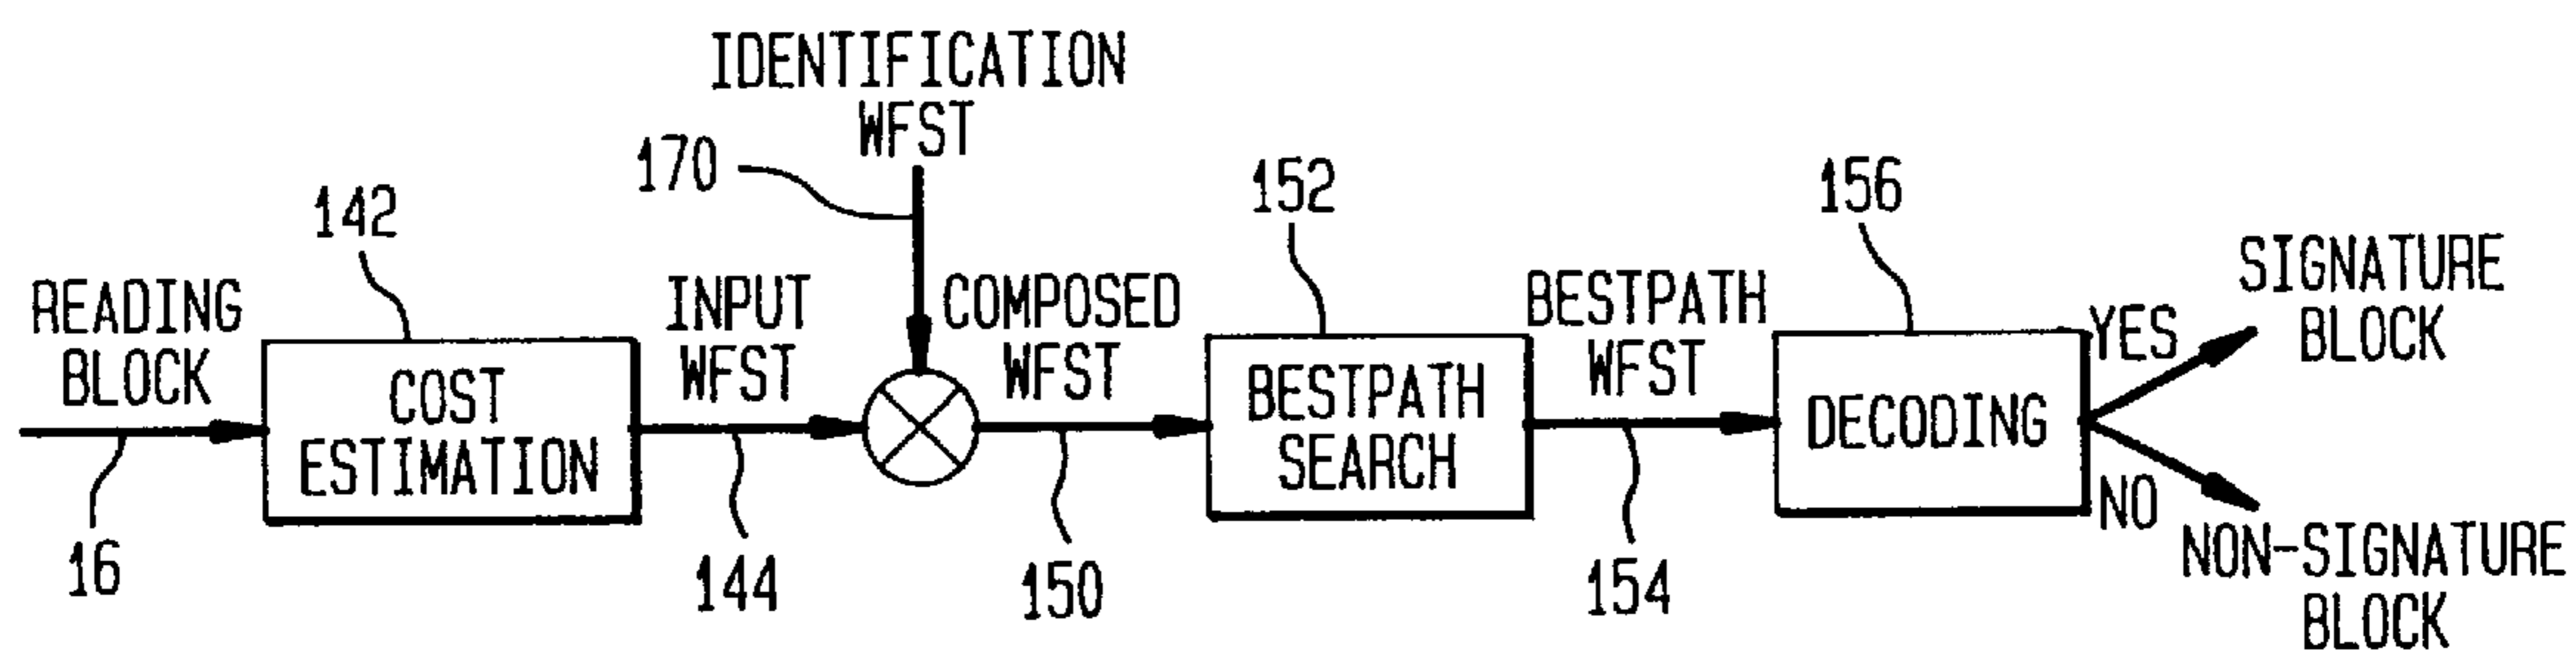 IDENTIFICATION
WFST
170
142
152
156
READING
BLOCK
INPUT
WFST
COMPOSED
WFST
BESTPATH
WFST
YES
SIGNATURE
BLOCK
COST
ESTIMATION
BESTPATH
SEARCH
DECODING
NO
NON-SIGNATURE
BLOCK
16
144
150
154